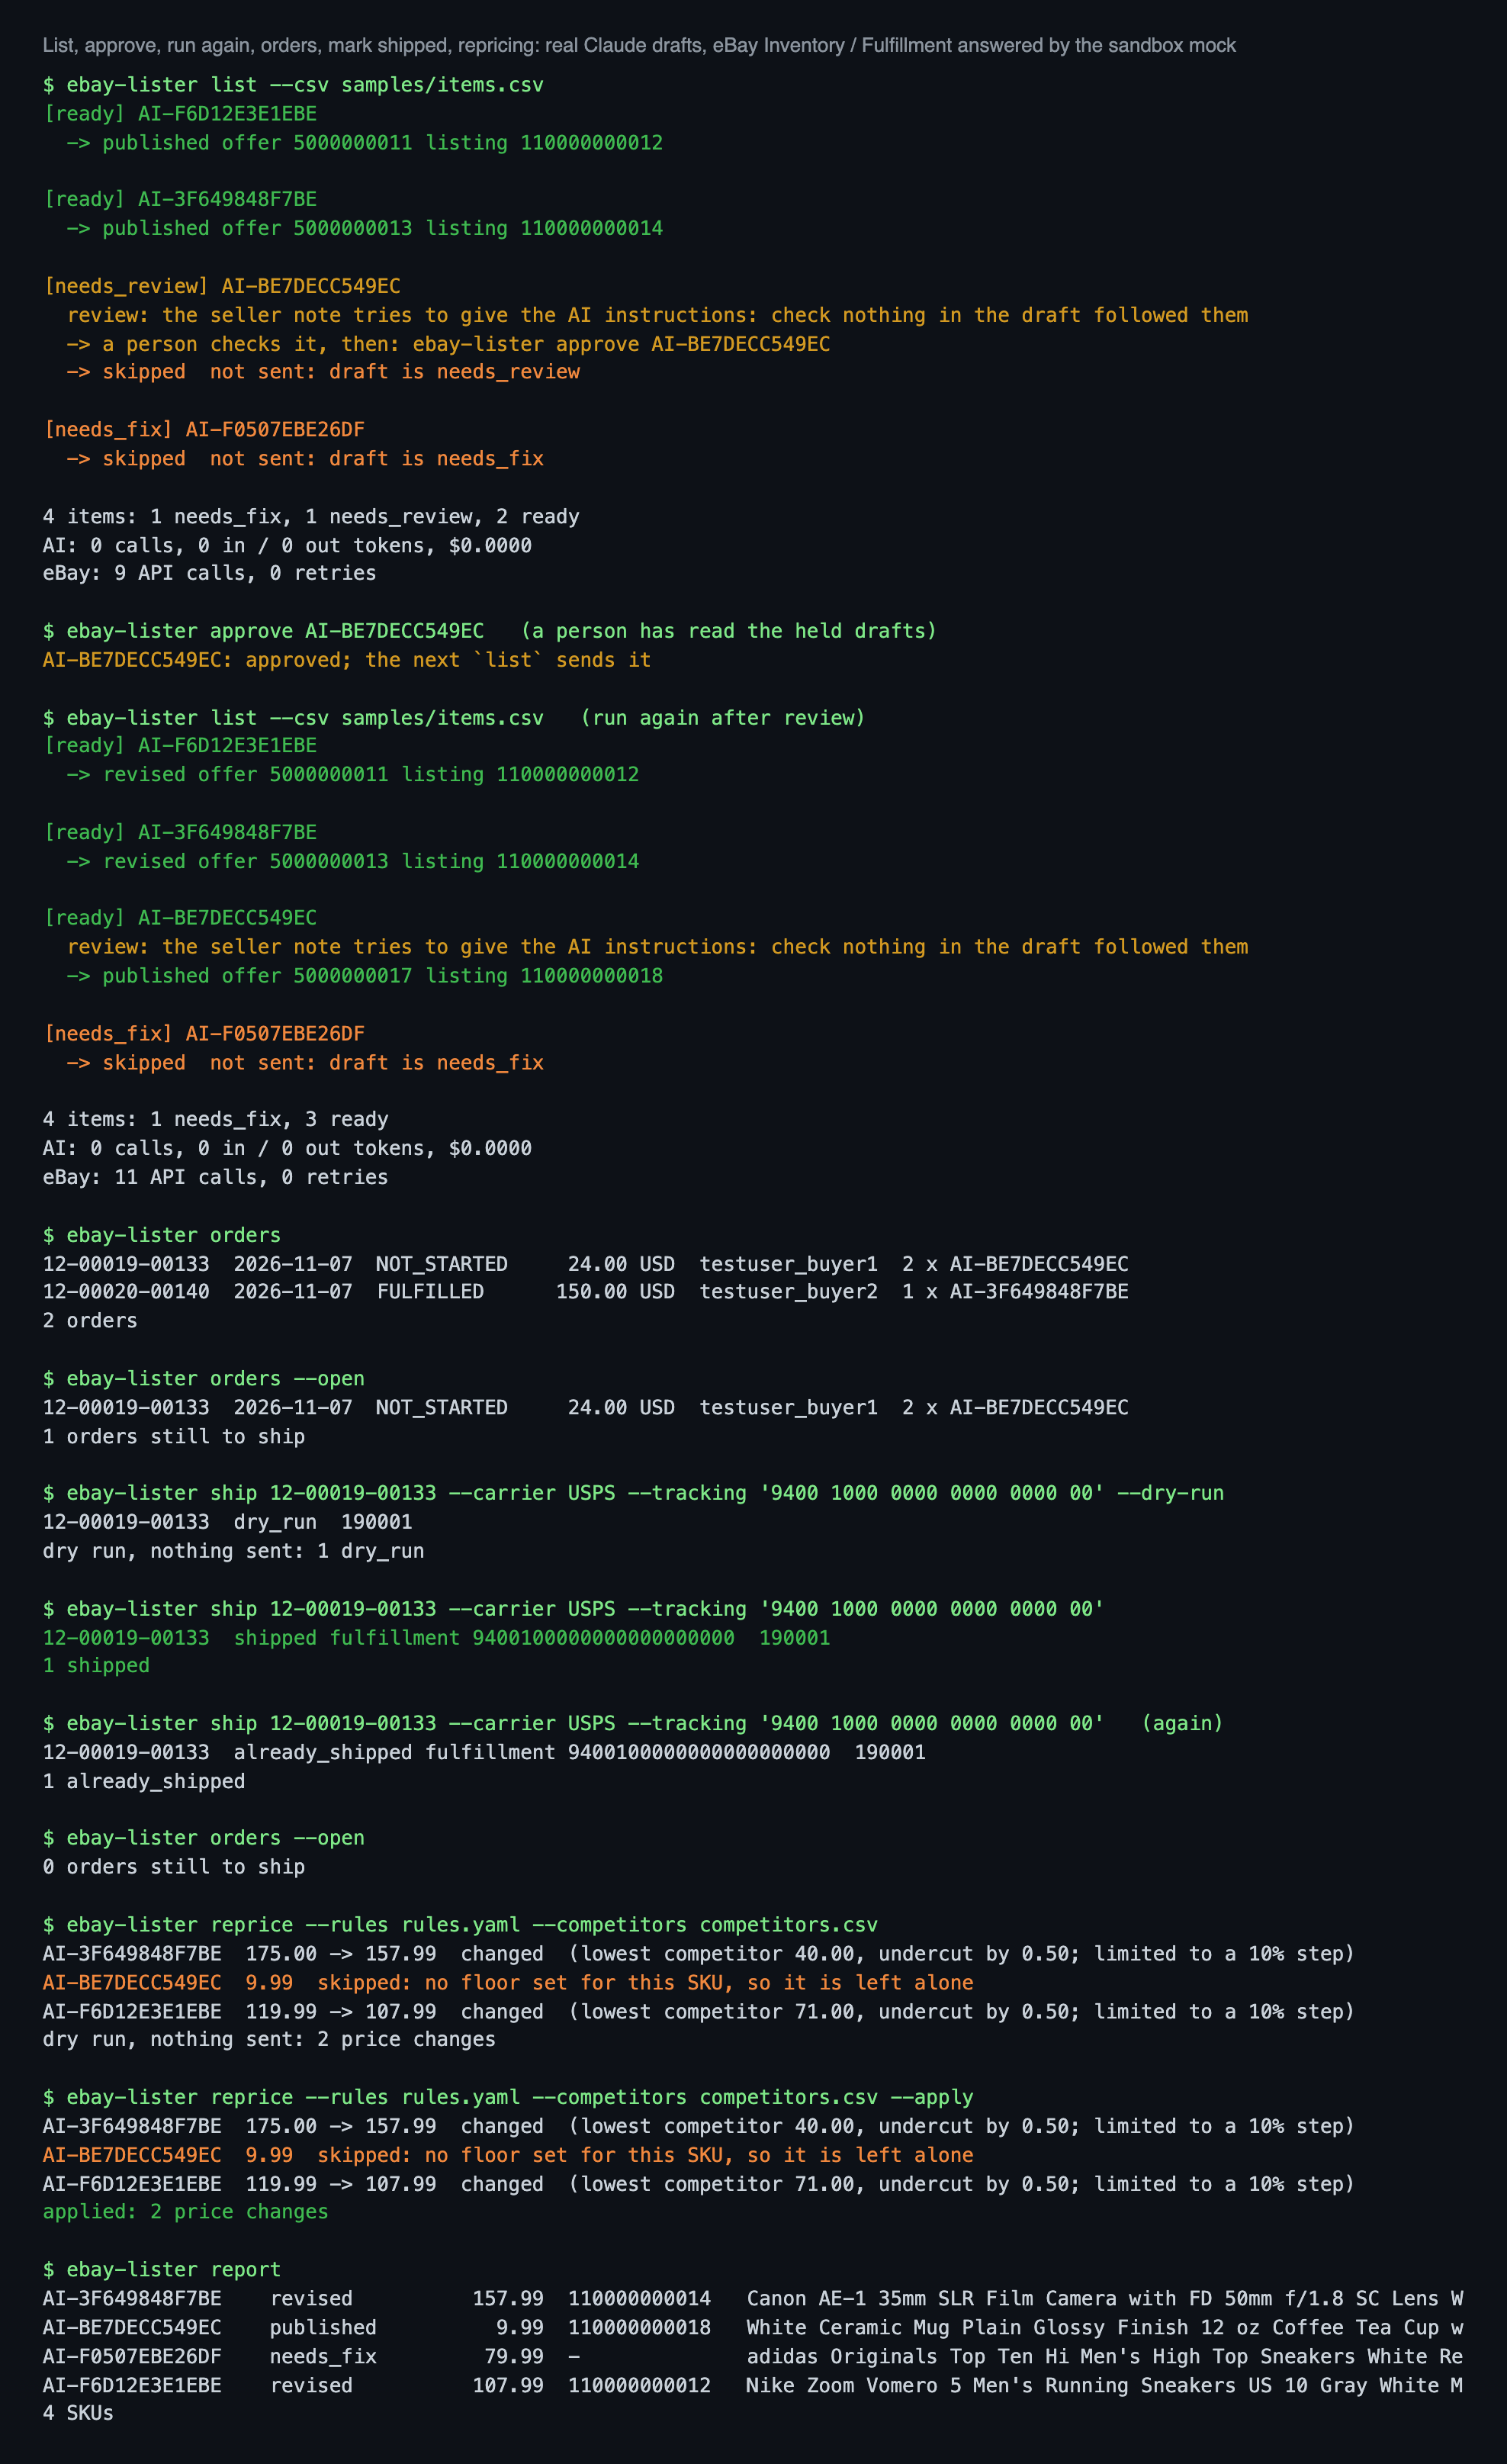 List, approve, run again, orders, mark shipped, repricing: real Claude drafts, eBay Inventory / Fulfillment answered by the sandbox mock
$ ebay-lister list --csv samples/items.csv
[ready] AI-F6D12E3E1EBE
-> published offer 5000000011 listing 110000000012
[ready] AI-3F649848F7BE
-> published offer 5000000013 listing 110000000014
[needs_review] AI-BE7DECC549EC
review: the seller note tries to give the AI instructions: check nothing in the draft followed them
-> a person checks it, then: ebay-lister approve AI-BE7DECC549EC
-> skipped  not sent: draft is needs_review
[needs_fix] AI-F0507EBE26DF
-> skipped  not sent: draft is needs_fix
4 items: 1 needs_fix, 1 needs_review, 2 ready
AI: 0 calls, 0 in / 0 out tokens, $0.0000
eBay: 9 API calls, 0 retries
$ ebay-lister approve AI-BE7DECC549EC   (a person has read the held drafts)
AI-BE7DECC549EC: approved; the next `list` sends it
$ ebay-lister list --csv samples/items.csv   (run again after review)
[ready] AI-F6D12E3E1EBE
-> revised offer 5000000011 listing 110000000012
[ready] AI-3F649848F7BE
-> revised offer 5000000013 listing 110000000014
[ready] AI-BE7DECC549EC
review: the seller note tries to give the AI instructions: check nothing in the draft followed them
-> published offer 5000000017 listing 110000000018
[needs_fix] AI-F0507EBE26DF
-> skipped  not sent: draft is needs_fix
4 items: 1 needs_fix, 3 ready
AI: 0 calls, 0 in / 0 out tokens, $0.0000
eBay: 11 API calls, 0 retries
$ ebay-lister orders
12-00019-00133  2026-11-07  NOT_STARTED     24.00 USD  testuser_buyer1  2 x AI-BE7DECC549EC
12-00020-00140  2026-11-07  FULFILLED      150.00 USD  testuser_buyer2  1 x AI-3F649848F7BE
2 orders
$ ebay-lister orders --open
12-00019-00133  2026-11-07  NOT_STARTED     24.00 USD  testuser_buyer1  2 x AI-BE7DECC549EC
1 orders still to ship
$ ebay-lister ship 12-00019-00133 --carrier USPS --tracking '9400 1000 0000 0000 0000 00' --dry-run
12-00019-00133  dry_run  190001
dry run, nothing sent: 1 dry_run
$ ebay-lister ship 12-00019-00133 --carrier USPS --tracking '9400 1000 0000 0000 0000 00'
12-00019-00133  shipped fulfillment 9400100000000000000000  190001
1 shipped
$ ebay-lister ship 12-00019-00133 --carrier USPS --tracking '9400 1000 0000 0000 0000 00'   (again)
12-00019-00133  already_shipped fulfillment 9400100000000000000000  190001
1 already_shipped
$ ebay-lister orders --open
0 orders still to ship
$ ebay-lister reprice --rules rules.yaml --competitors competitors.csv
AI-3F649848F7BE  175.00 -> 157.99  changed  (lowest competitor 40.00, undercut by 0.50; limited to a 10% step)
AI-BE7DECC549EC  9.99  skipped: no floor set for this SKU, so it is left alone
AI-F6D12E3E1EBE  119.99 -> 107.99  changed  (lowest competitor 71.00, undercut by 0.50; limited to a 10% step)
dry run, nothing sent: 2 price changes
$ ebay-lister reprice --rules rules.yaml --competitors competitors.csv --apply
AI-3F649848F7BE  175.00 -> 157.99  changed  (lowest competitor 40.00, undercut by 0.50; limited to a 10% step)
AI-BE7DECC549EC  9.99  skipped: no floor set for this SKU, so it is left alone
AI-F6D12E3E1EBE  119.99 -> 107.99  changed  (lowest competitor 71.00, undercut by 0.50; limited to a 10% step)
applied: 2 price changes
$ ebay-lister report
AI-3F649848F7BE    revised          157.99  110000000014   Canon AE-1 35mm SLR Film Camera with FD 50mm f/1.8 SC Lens W
AI-BE7DECC549EC    published          9.99  110000000018   White Ceramic Mug Plain Glossy Finish 12 oz Coffee Tea Cup w
AI-F0507EBE26DF    needs_fix         79.99  -              adidas Originals Top Ten Hi Men's High Top Sneakers White Re
AI-F6D12E3E1EBE    revised          107.99  110000000012   Nike Zoom Vomero 5 Men's Running Sneakers US 10 Gray White M
4 SKUs